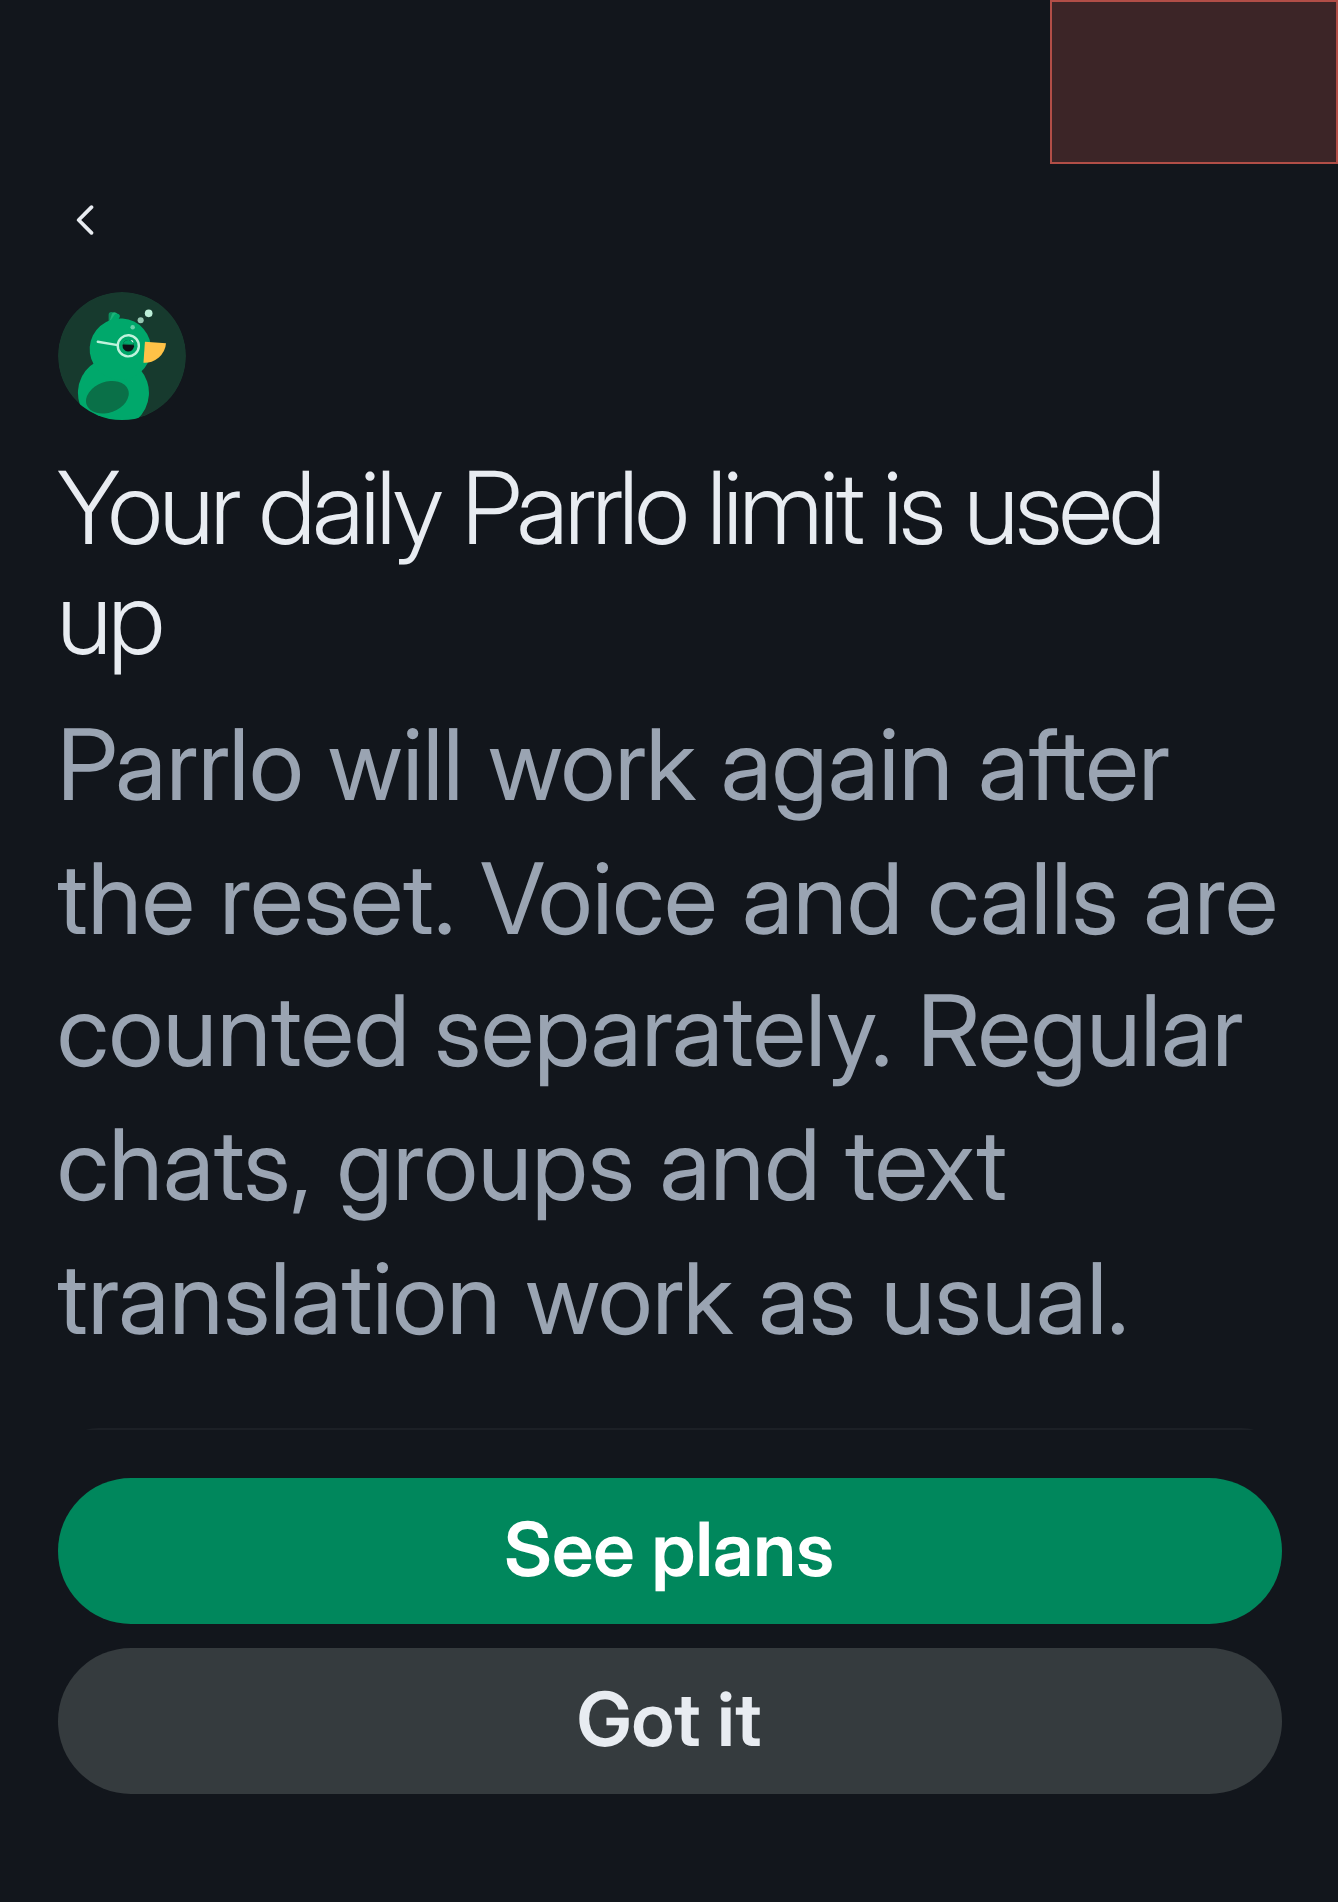 Your daily Parrlo limit is used
up
Parrlo will work again after
the reset. Voice and calls are
counted separately. Regular
chats, groups and text
translation work as usual.
See plans
Got it